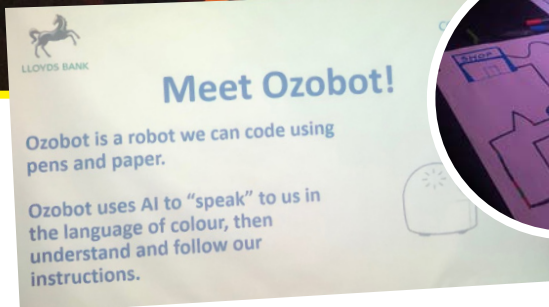 LLOYDS BANK
Meet Ozobot!
Ozobot is a robot we can code using
pens and paper.
Ozobot uses AI to “speak” to us in
the language of colour, then
understand and follow our
instructions.
SHOP